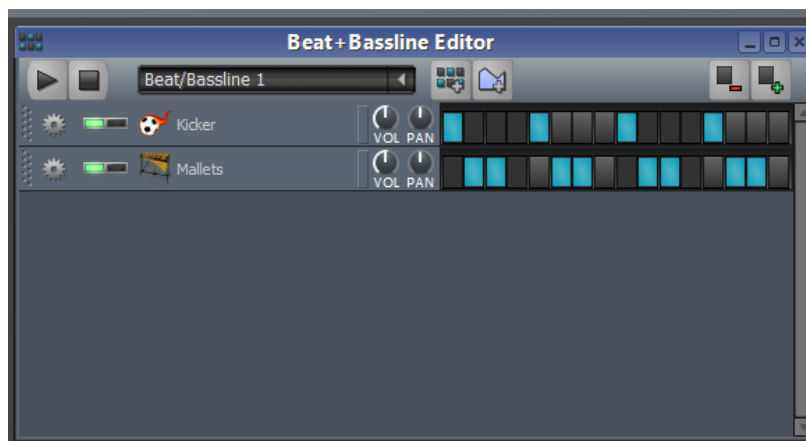 Beat+Bassline Editor
Beat/Bassline 1
Kicker
VOL PAN
Mallets
VOL PAN